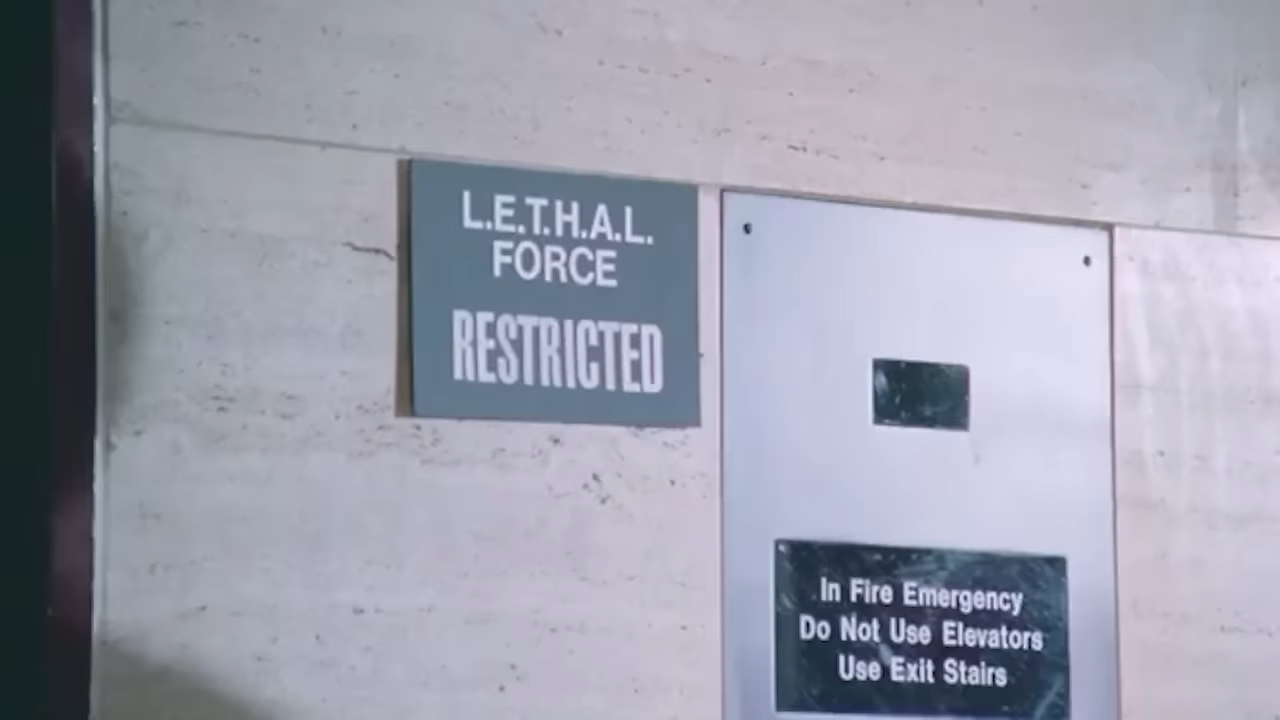 L.E.T.H.A.L.
FORCE
RESTRICTED
In Fire Emergency
Do Not Use Elevators
Use Exit Stairs